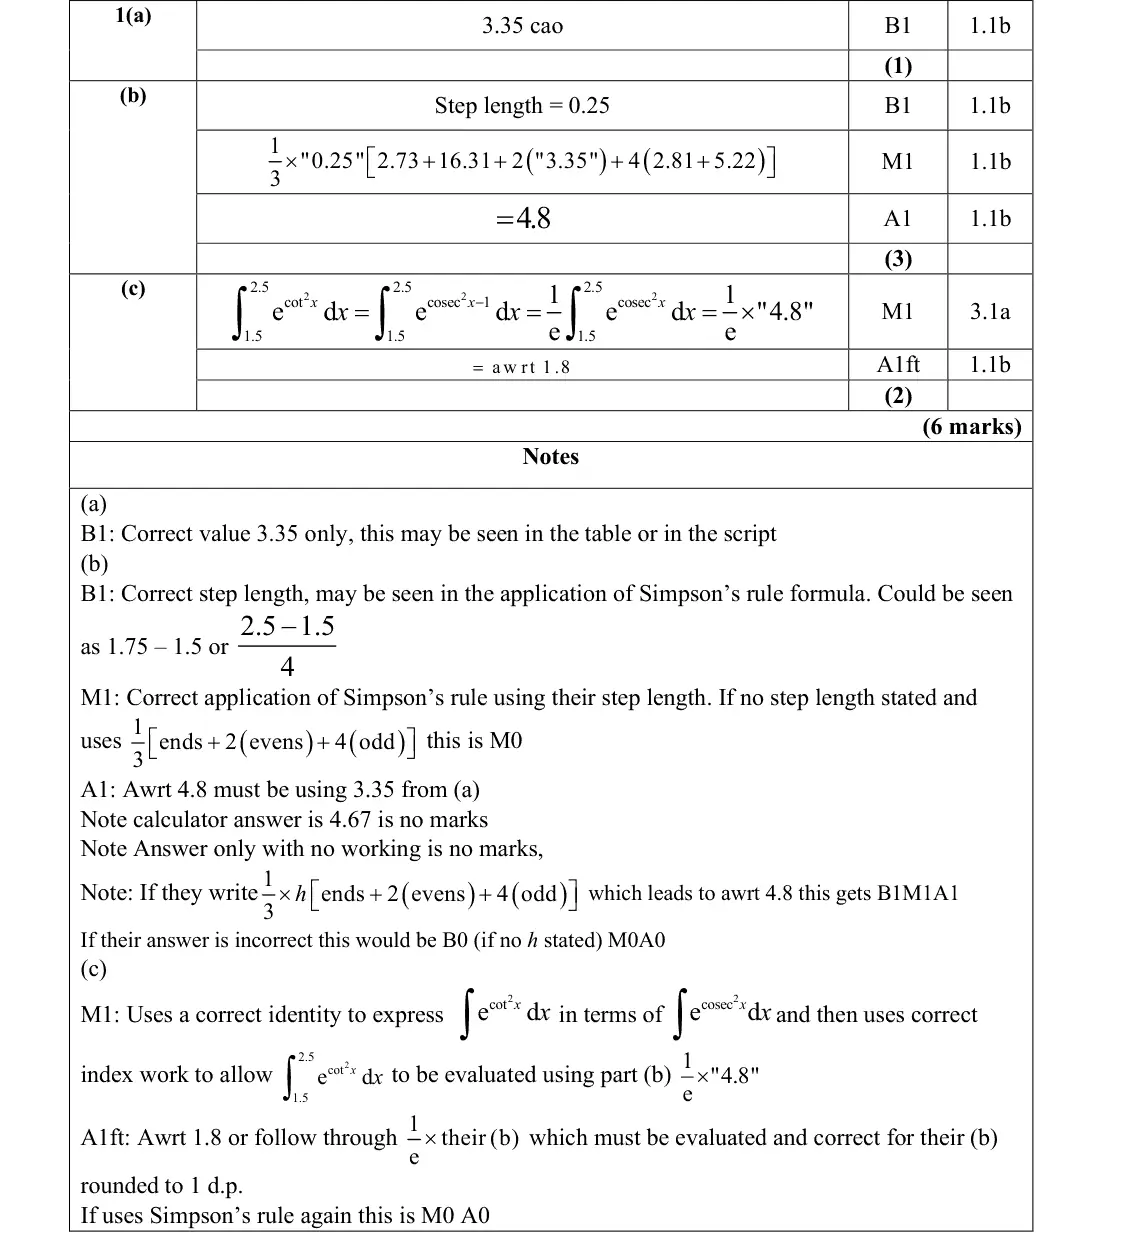 1(a) 3.35 cao B1 1.1b
(1)
(b) Step length = 0.25 B1 1.1b
1/3 × "0.25"[2.73+16.31+2("3.35")+4(2.81+5.22)] M1 1.1b
=4.8 A1 1.1b
(3)
(c) ∫_{1.5}^{2.5} e^{cot²x} dx = ∫_{1.5}^{2.5} e^{cosec²x−1} dx = 1/e ∫_{1.5}^{2.5} e^{cosec²x} dx = 1/e × "4.8" M1 3.1a
= awrt 1.8 A1ft 1.1b
(2)
(6 marks)
Notes
(a)
B1: Correct value 3.35 only, this may be seen in the table or in the script
(b)
B1: Correct step length, may be seen in the application of Simpson’s rule formula. Could be seen
as 1.75 – 1.5 or (2.5−1.5)/4
M1: Correct application of Simpson’s rule using their step length. If no step length stated and
uses 1/3[ends + 2(evens) + 4(odd)] this is M0
A1: Awrt 4.8 must be using 3.35 from (a)
Note calculator answer is 4.67 is no marks
Note Answer only with no working is no marks,
Note: If they write 1/3 × h[ends + 2(evens) + 4(odd)] which leads to awrt 4.8 this gets B1M1A1
If their answer is incorrect this would be B0 (if no h stated) M0A0
(c)
M1: Uses a correct identity to express ∫e^{cot²x} dx in terms of ∫e^{cosec²x}dx and then uses correct
index work to allow ∫_{1.5}^{2.5} e^{cot²x} dx to be evaluated using part (b) 1/e × "4.8"
A1ft: Awrt 1.8 or follow through 1/e × their (b) which must be evaluated and correct for their (b)
rounded to 1 d.p.
If uses Simpson’s rule again this is M0 A0